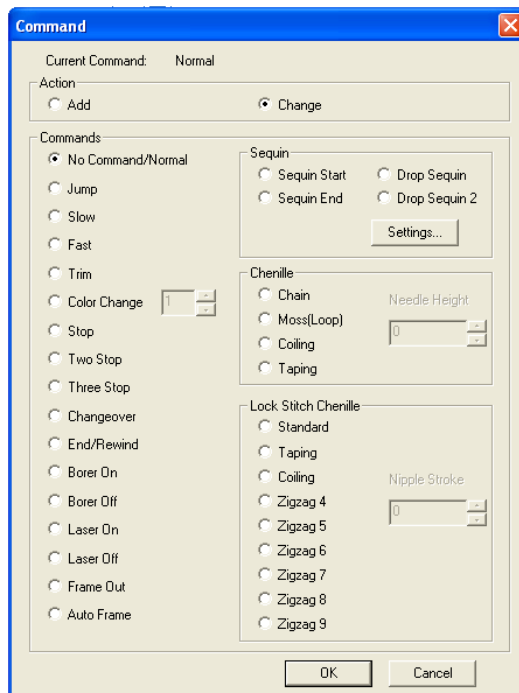 Command
Current Command: Normal
Action
Add
Change
Commands
No Command/Normal
Jump
Slow
Fast
Trim
Color Change 1
Stop
Two Stop
Three Stop
Changeover
End/Rewind
Borer On
Borer Off
Laser On
Laser Off
Frame Out
Auto Frame
Sequin
Sequin Start
Drop Sequin
Sequin End
Drop Sequin 2
Settings...
Chenille
Chain
Moss(Loop)
Coiling
Taping
Needle Height
0
Lock Stitch Chenille
Standard
Taping
Coiling
Zigzag 4
Zigzag 5
Zigzag 6
Zigzag 7
Zigzag 8
Zigzag 9
Nipple Stroke
0
OK
Cancel